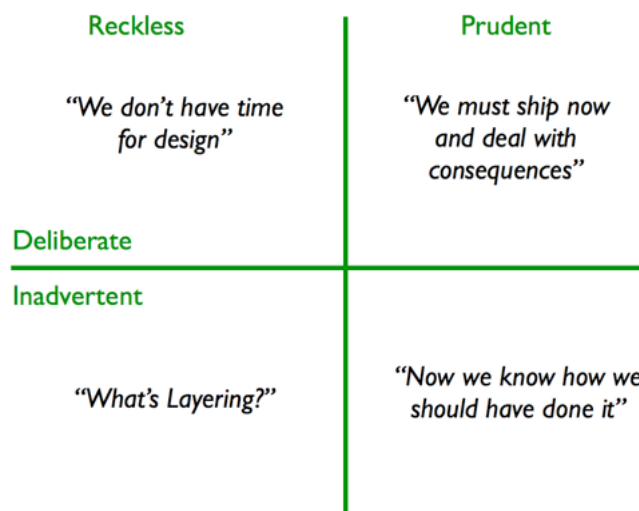 Reckless
Prudent
“We don’t have time
for design”
“We must ship now
and deal with
consequences”
Deliberate
Inadvertent
“What’s Layering?”
“Now we know how we
should have done it”